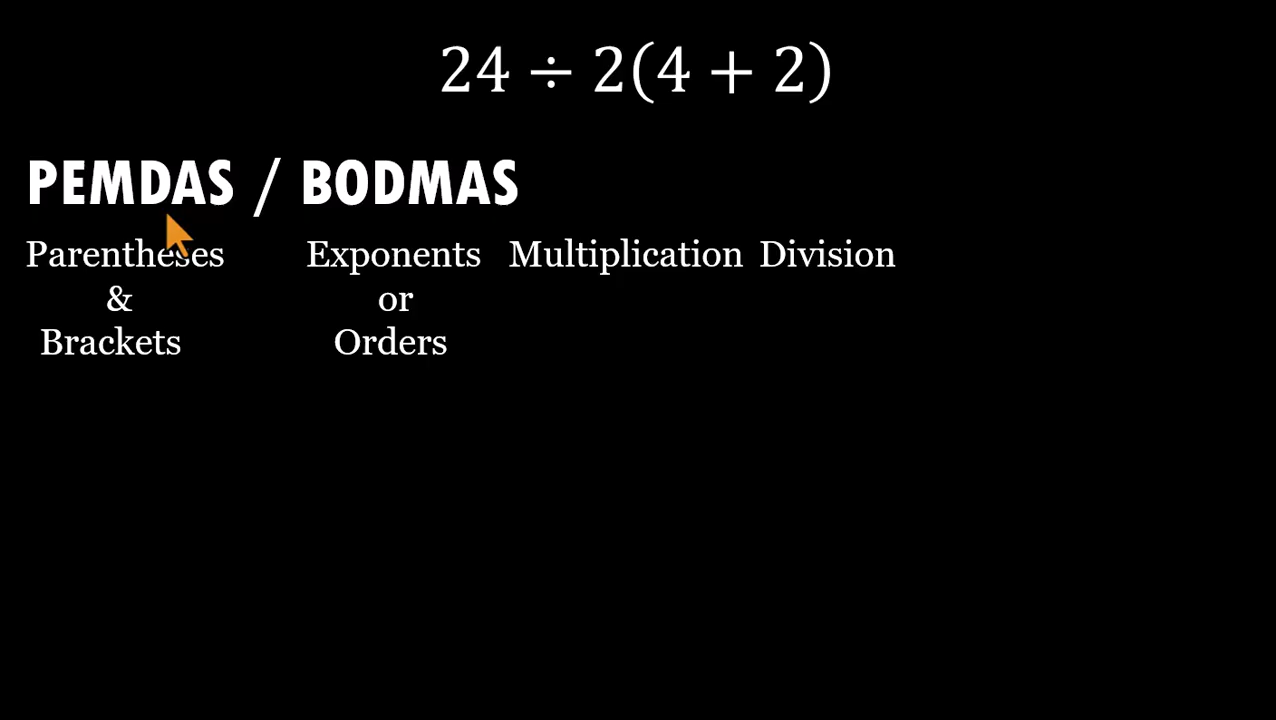 24 ÷ 2(4 + 2)
PEMDAS / BODMAS
Parentheses Exponents Multiplication Division
& or
Brackets Orders